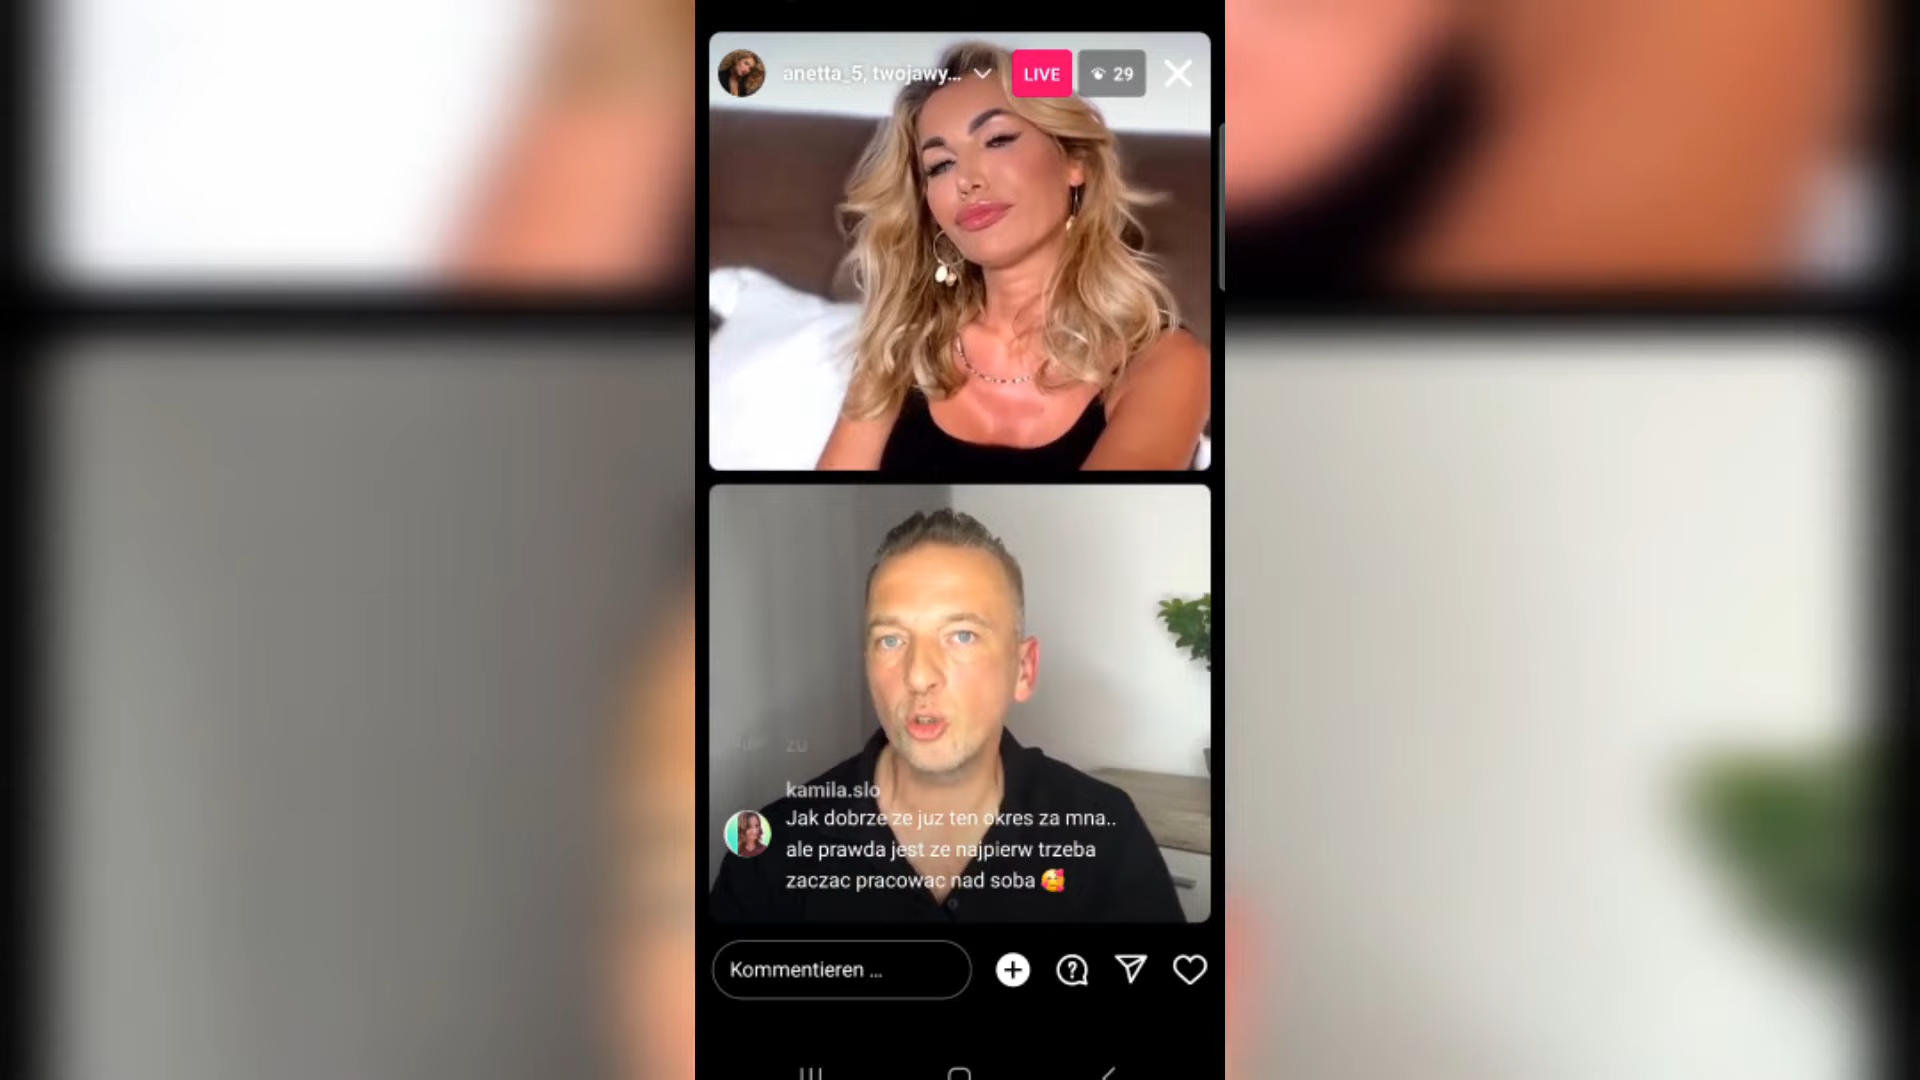 anetta_5, twojawy...
LIVE
29
zu
kamila.slo
Jak dobrze ze juz ten okres za mna..
ale prawda jest ze najpierw trzeba
zaczac pracowac nad soba 🥰
Kommentieren ...